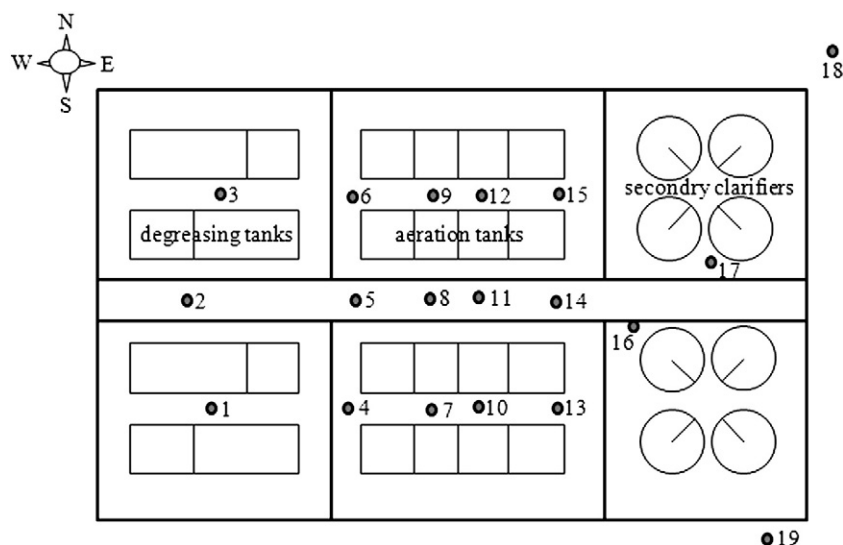 N
W E
S
18
3 6 9 12 15
secondry clarifiers
degreasing tanks aeration tanks
17
2 5 8 11 14
16
1 4 7 10 13
19